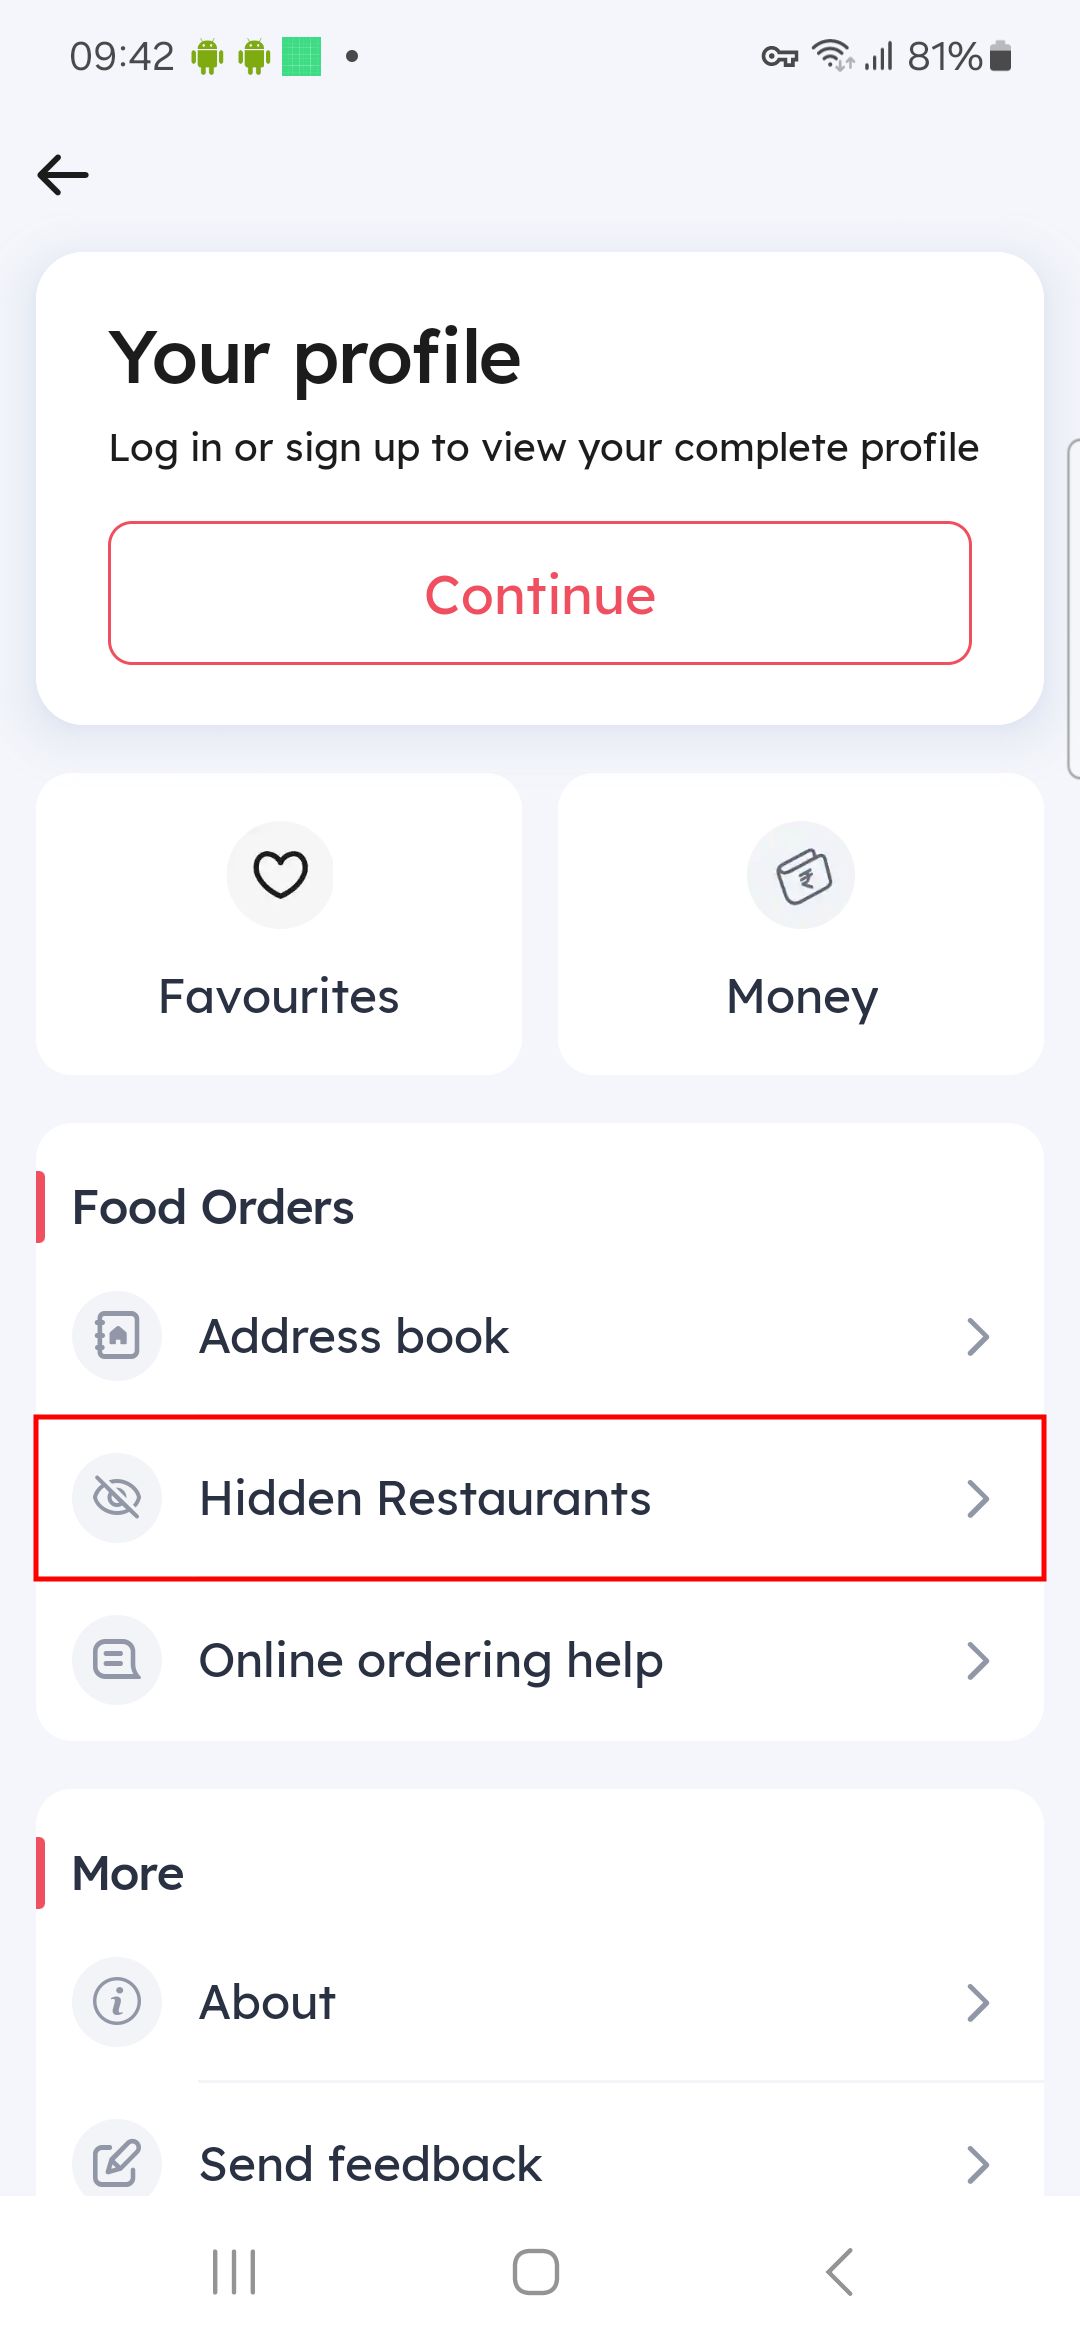 09:42
81%
Your profile
Log in or sign up to view your complete profile
Continue
Favourites
Money
Food Orders
Address book
Hidden Restaurants
Online ordering help
More
About
Send feedback